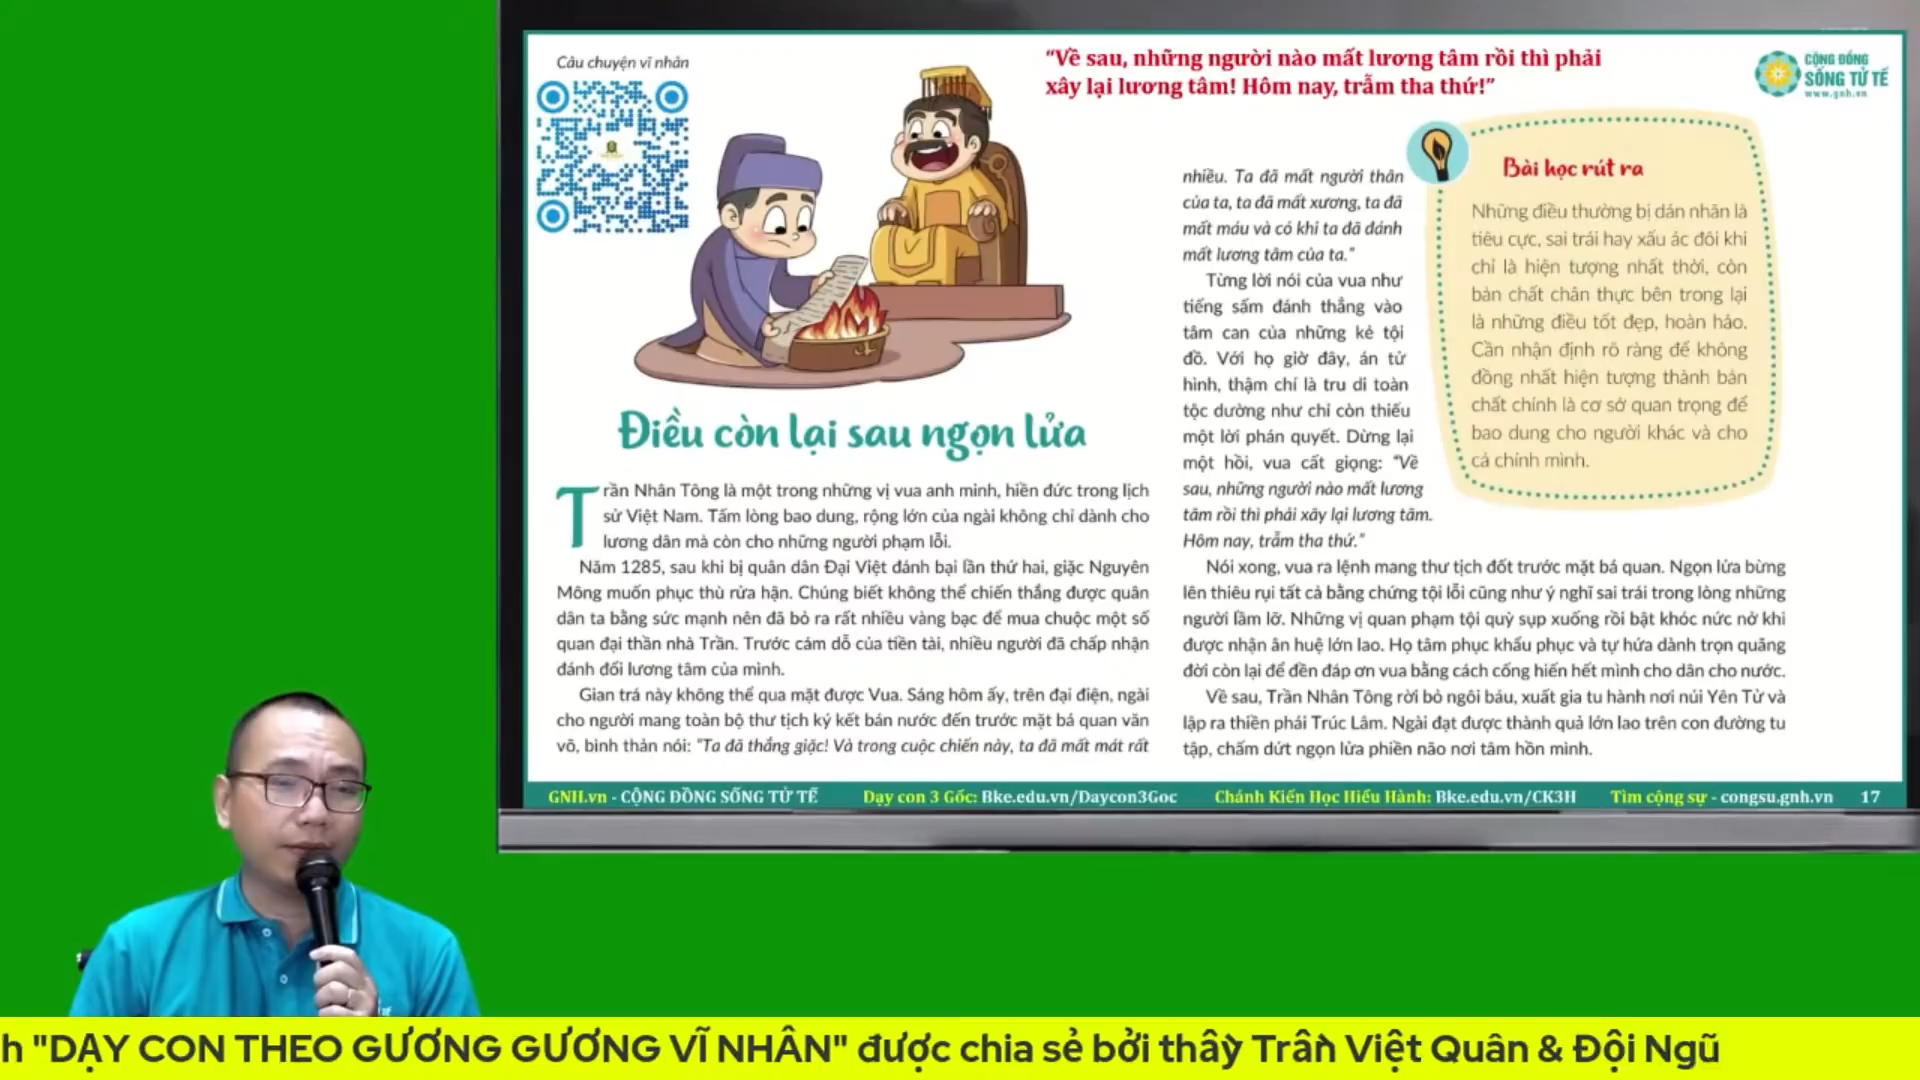 Câu chuyện vĩ nhân
“Về sau, những người nào mất lương tâm rồi thì phải
xây lại lương tâm! Hôm nay, trẫm tha thứ!”
CỘNG ĐỒNG
SỐNG TỬ TẾ
www.gnh.vn
Điều còn lại sau ngọn lửa
Trần Nhân Tông là một trong những vị vua anh minh, hiền đức trong lịch
sử Việt Nam. Tấm lòng bao dung, rộng lớn của ngài không chỉ dành cho
lương dân mà còn cho những người phạm lỗi.
Năm 1285, sau khi bị quân dân Đại Việt đánh bại lần thứ hai, giặc Nguyên
Mông muốn phục thù rửa hận. Chúng biết không thể chiến thắng được quân
dân ta bằng sức mạnh nên đã bỏ ra rất nhiều vàng bạc để mua chuộc một số
quan đại thần nhà Trần. Trước cám dỗ của tiền tài, nhiều người đã chấp nhận
đánh đổi lương tâm của mình.
Gian trá này không thể qua mặt được Vua. Sáng hôm ấy, trên đại điện, ngài
cho người mang toàn bộ thư tịch ký kết bán nước đến trước mặt bá quan văn
võ, bình thản nói: “Ta đã thắng giặc! Và trong cuộc chiến này, ta đã mất mát rất
nhiều. Ta đã mất người thân
của ta, ta đã mất xương, ta đã
mất máu và có khi ta đã đánh
mất lương tâm của ta.”
Từng lời nói của vua như
tiếng sấm đánh thẳng vào
tâm can của những kẻ tội
đồ. Với họ giờ đây, án tử
hình, thậm chí là tru di toàn
tộc dường như chỉ còn thiếu
một lời phán quyết. Dừng lại
một hồi, vua cất giọng: “Về
sau, những người nào mất lương
tâm rồi thì phải xây lại lương tâm.
Hôm nay, trẫm tha thứ.”
Nói xong, vua ra lệnh mang thư tịch đốt trước mặt bá quan. Ngọn lửa bừng
lên thiêu rụi tất cả bằng chứng tội lỗi cũng như ý nghĩ sai trái trong lòng những
người lầm lỡ. Những vị quan phạm tội quỳ sụp xuống rồi bật khóc nức nở khi
được nhận ân huệ lớn lao. Họ tâm phục khẩu phục và tự hứa dành trọn quãng
đời còn lại để đền đáp ơn vua bằng cách cống hiến hết mình cho dân cho nước.
Về sau, Trần Nhân Tông rời bỏ ngôi báu, xuất gia tu hành nơi núi Yên Tử và
lập ra thiền phái Trúc Lâm. Ngài đạt được thành quả lớn lao trên con đường tu
tập, chấm dứt ngọn lửa phiền não nơi tâm hồn mình.
Bài học rút ra
Những điều thường bị dán nhãn là
tiêu cực, sai trái hay xấu ác đôi khi
chỉ là hiện tượng nhất thời, còn
bản chất chân thực bên trong lại
là những điều tốt đẹp, hoàn hảo.
Cần nhận định rõ ràng để không
đồng nhất hiện tượng thành bản
chất chính là cơ sở quan trọng để
bao dung cho người khác và cho
cả chính mình.
GNH.vn - CỘNG ĐỒNG SỐNG TỬ TẾ Dạy con 3 Gốc: Bke.edu.vn/Daycon3Goc Chánh Kiến Học Hiểu Hành: Bke.edu.vn/CK3H Tìm cộng sự - congsu.gnh.vn 17
h "DẠY CON THEO GƯƠNG GƯƠNG VĨ NHÂN" được chia sẻ bởi thầy Trần Việt Quân & Đội Ngũ